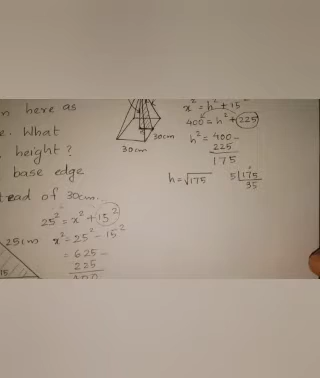 n here as
e. What
height?
base edge
tead of 30cm.
30cm
30cm
x² = h² + 15²
400 = h² + 225
h² = 400 -
225
175
h = √175
5 175
35
25² = x² + 15²
25cm
x² = 25² - 15²
= 625 -
225
400
15